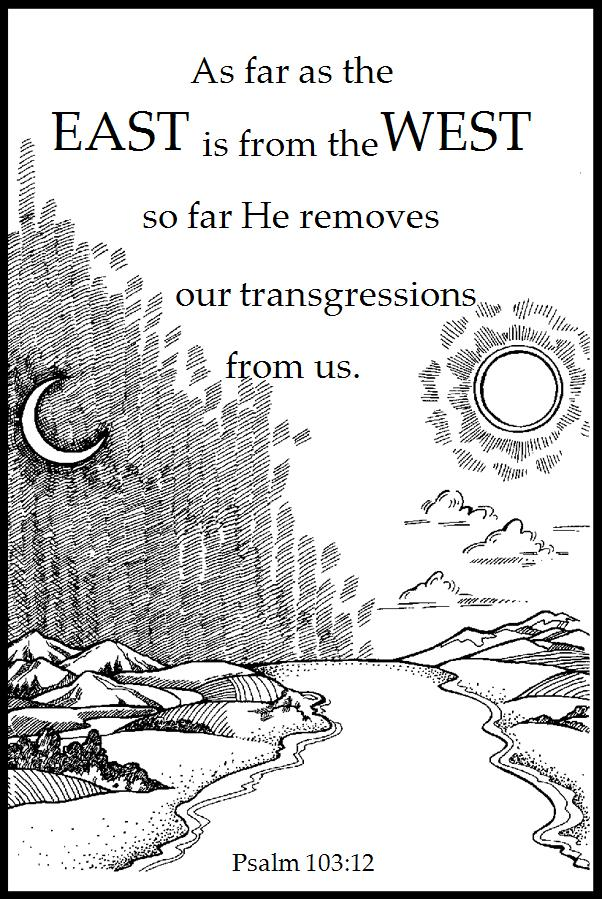 As far as the
EAST is from the WEST
so far He removes
our transgressions
from us.
Psalm 103:12